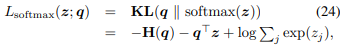 L_softmax(z; q) = KL(q ∥ softmax(z)) (24)
= −H(q) − q^⊤z + log ∑_j exp(z_j),